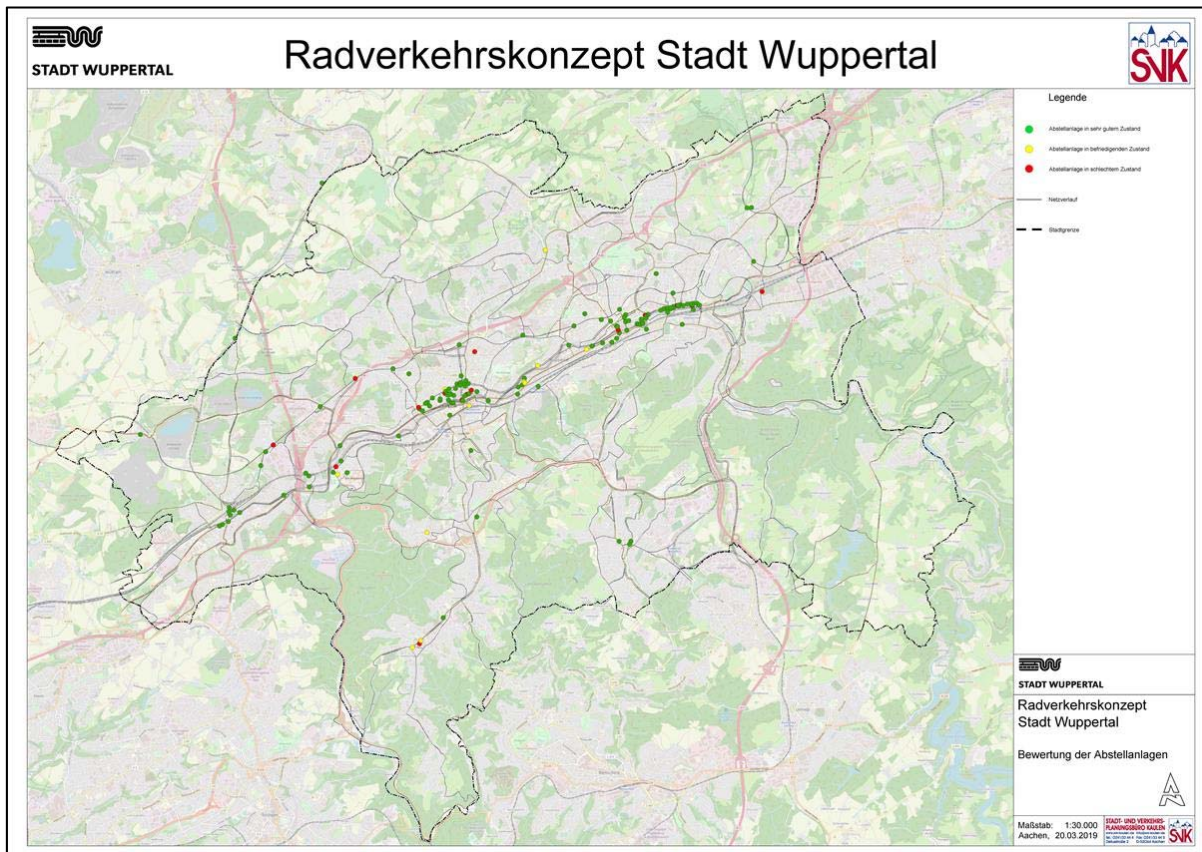 STADT WUPPERTAL
Radverkehrskonzept Stadt Wuppertal
SVK
Legende
Abstellanlage in sehr gutem Zustand
Abstellanlage in befriedigenden Zustand
Abstellanlage in schlechtem Zustand
Netzverlauf
Stadtgrenze
STADT WUPPERTAL
Radverkehrskonzept
Stadt Wuppertal
Bewertung der Abstellanlagen
N
Maßstab: 1:30.000
Aachen, 20.03.2019
STADT- UND VERKEHRS-
PLANUNGSBÜRO KAULEN
SVK